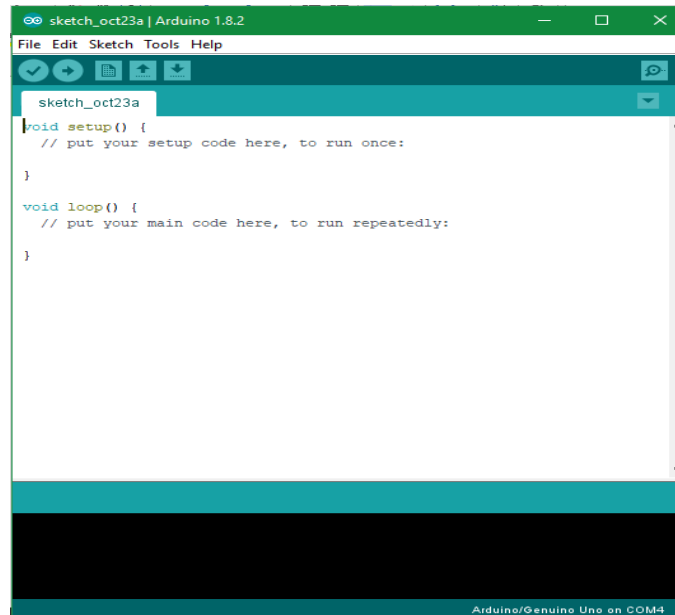 sketch_oct23a | Arduino 1.8.2
File Edit Sketch Tools Help
sketch_oct23a
void setup() {
  // put your setup code here, to run once:
}
void loop() {
  // put your main code here, to run repeatedly:
}
Arduino/Genuino Uno on COM4